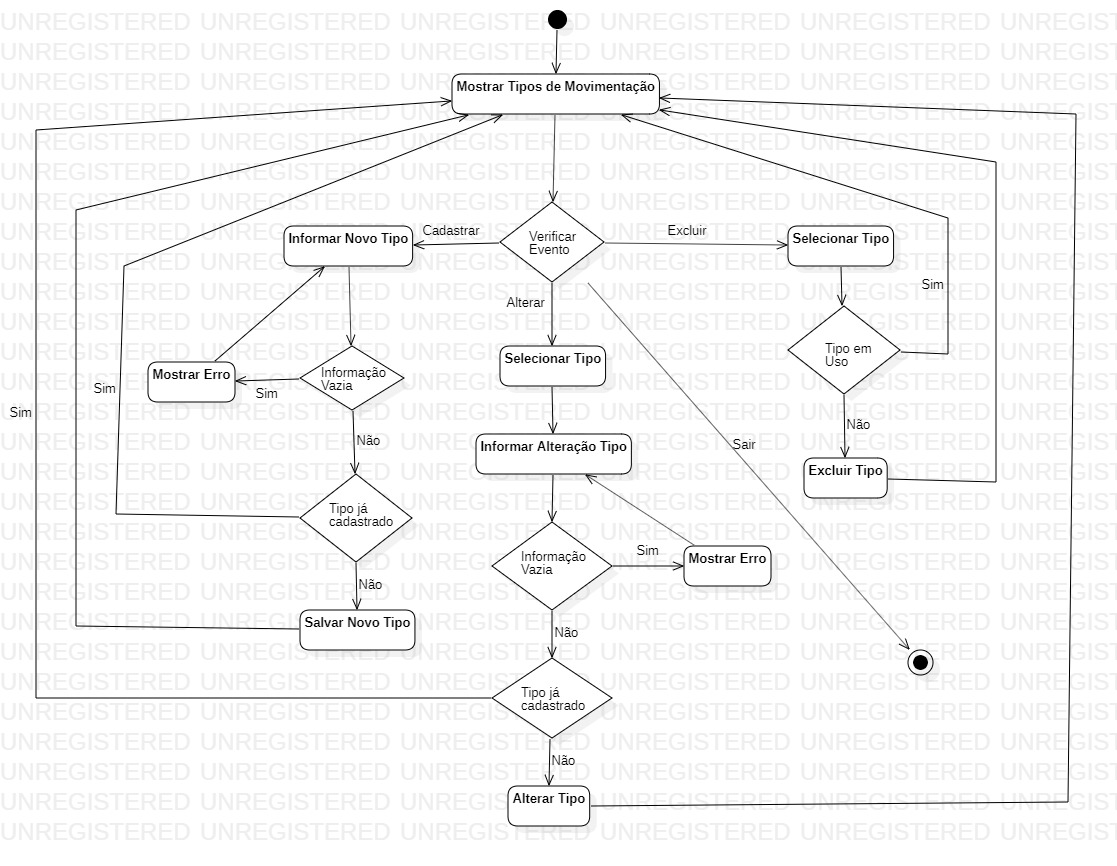 Mostrar Tipos de Movimentação
Cadastrar
Verificar
Evento
Excluir
Informar Novo Tipo
Selecionar Tipo
Alterar
Sair
Sim
Informação
Vazia
Sim
Mostrar Erro
Não
Sim
Tipo já
cadastrado
Não
Salvar Novo Tipo
Selecionar Tipo
Informar Alteração Tipo
Informação
Vazia
Sim
Mostrar Erro
Não
Sim
Tipo já
cadastrado
Não
Alterar Tipo
Tipo em
Uso
Não
Excluir Tipo
UNREGISTERED UNREGISTERED UNREGISTERED UNREGISTERED UNREGISTERED